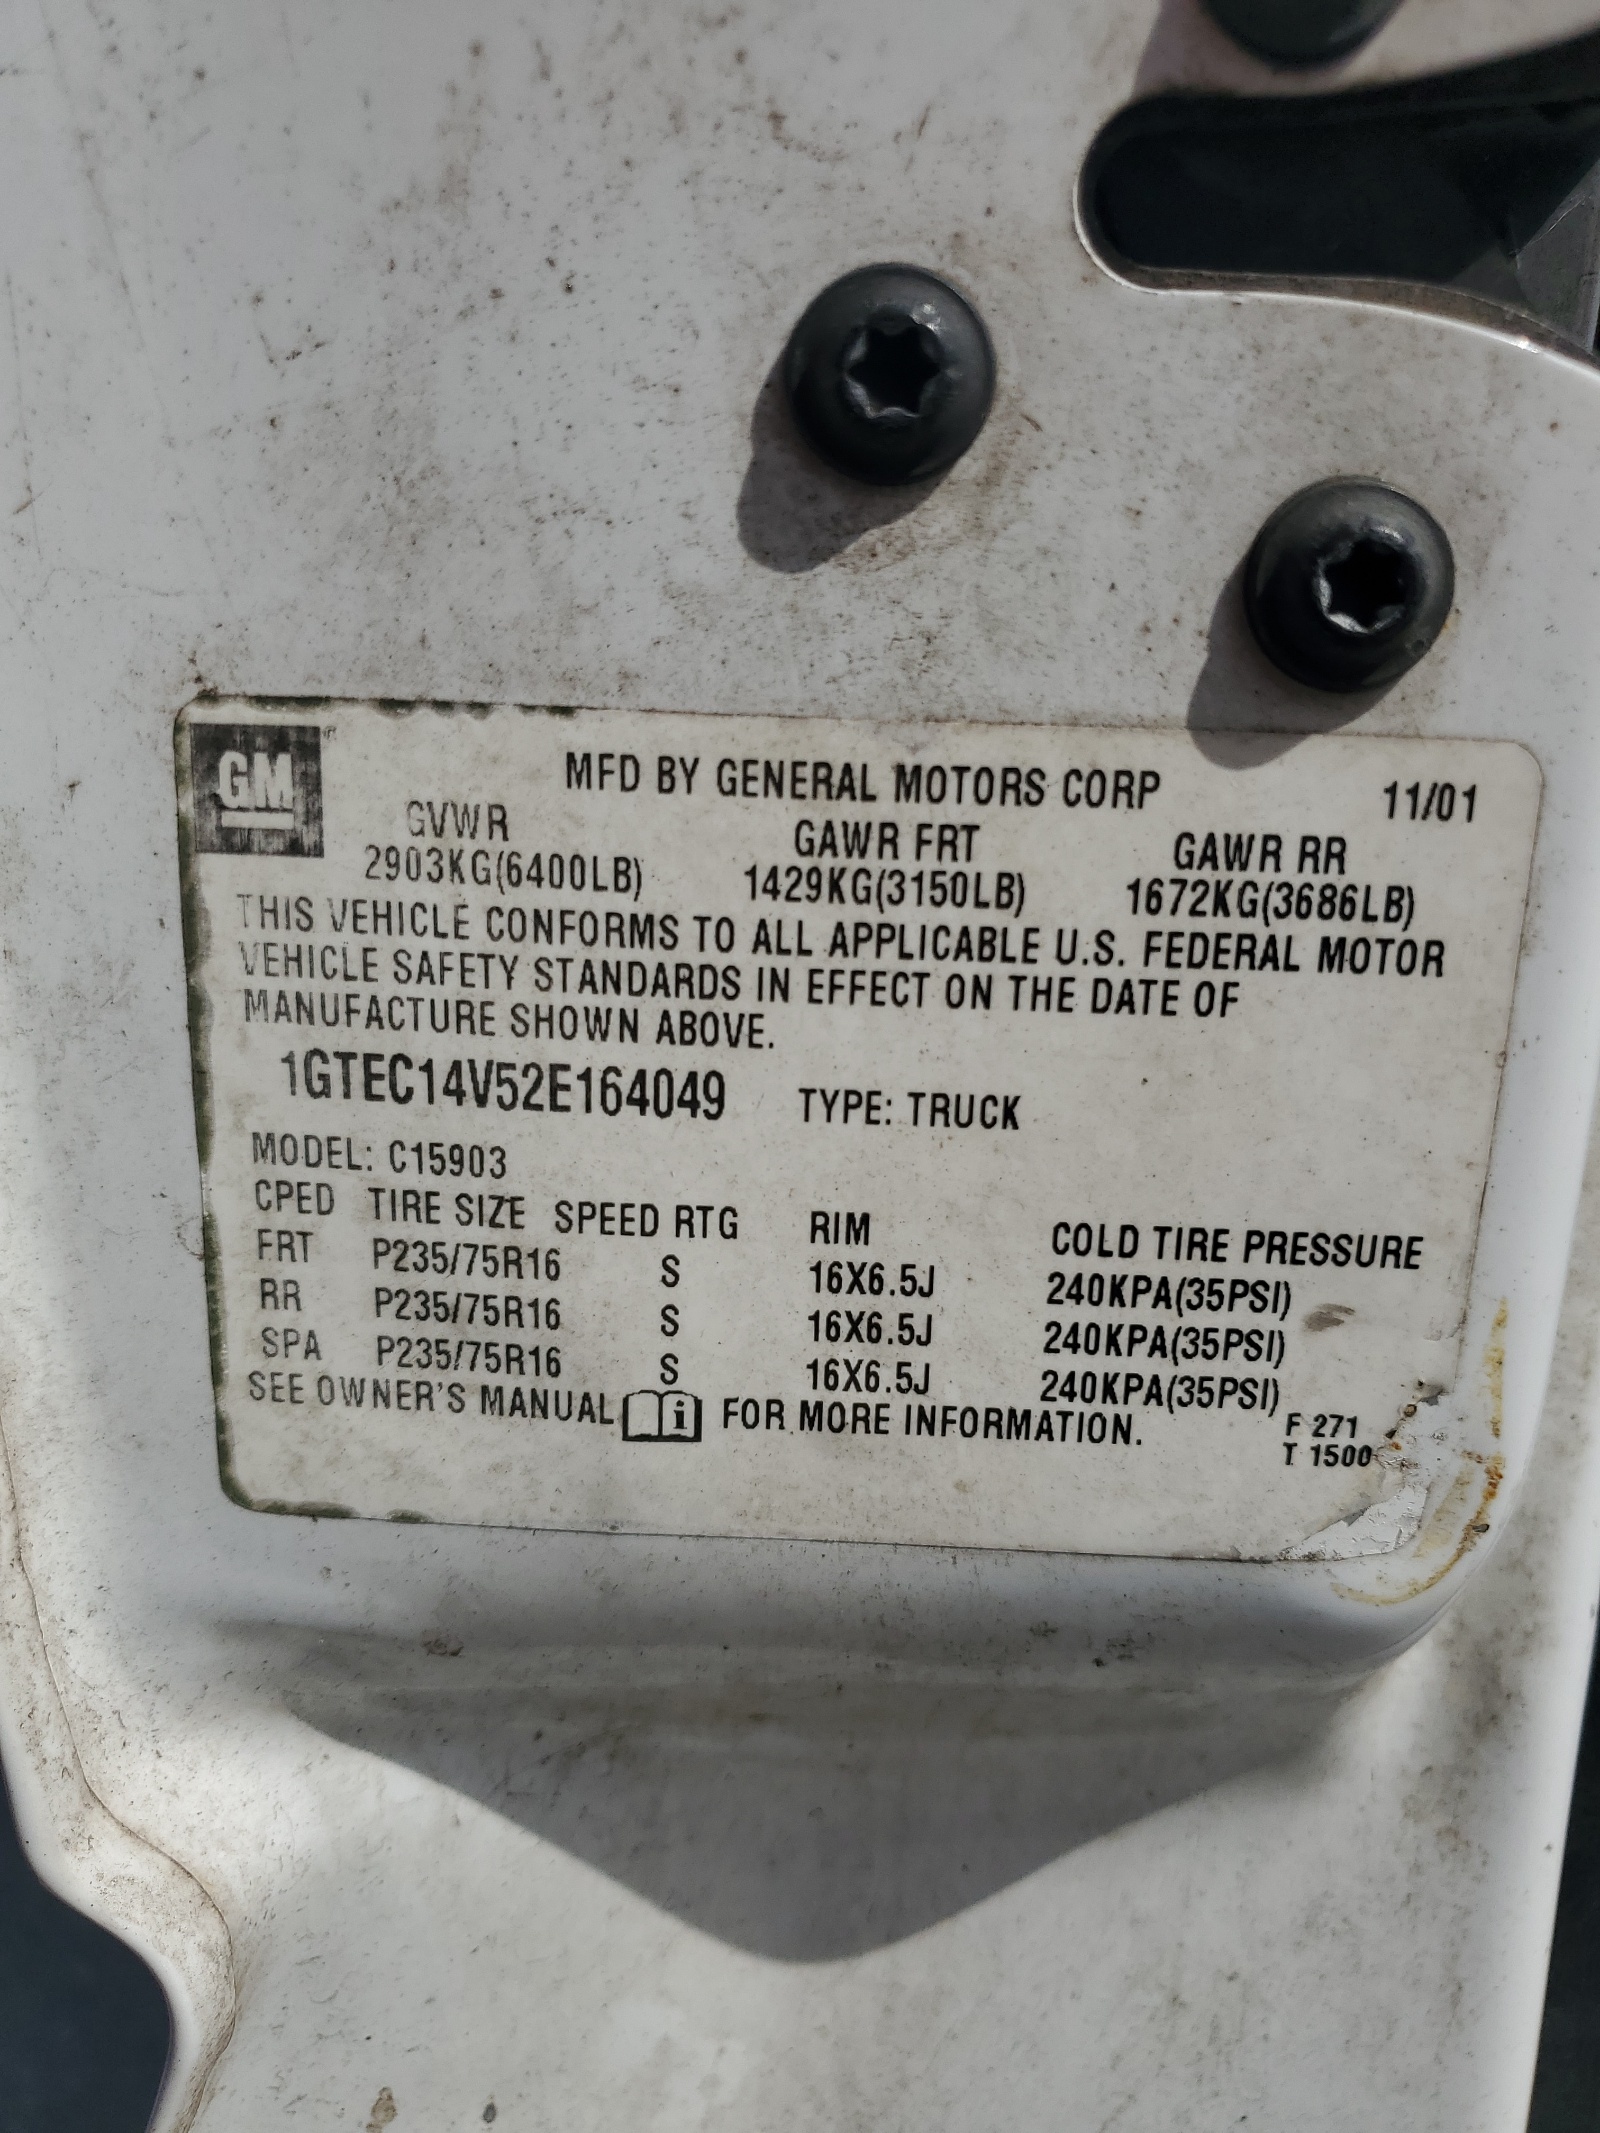 GM
MFD BY GENERAL MOTORS CORP 11/01
GVWR GAWR FRT GAWR RR
2903KG(6400LB) 1429KG(3150LB) 1672KG(3686LB)
THIS VEHICLE CONFORMS TO ALL APPLICABLE U.S. FEDERAL MOTOR
VEHICLE SAFETY STANDARDS IN EFFECT ON THE DATE OF
MANUFACTURE SHOWN ABOVE.
1GTEC14V52E164049 TYPE: TRUCK
MODEL: C15903
CPED TIRE SIZE SPEED RTG RIM COLD TIRE PRESSURE
FRT P235/75R16 S 16X6.5J 240KPA(35PSI)
RR P235/75R16 S 16X6.5J 240KPA(35PSI)
SPA P235/75R16 S 16X6.5J 240KPA(35PSI)
SEE OWNER'S MANUAL i FOR MORE INFORMATION.
F 271
T 1500